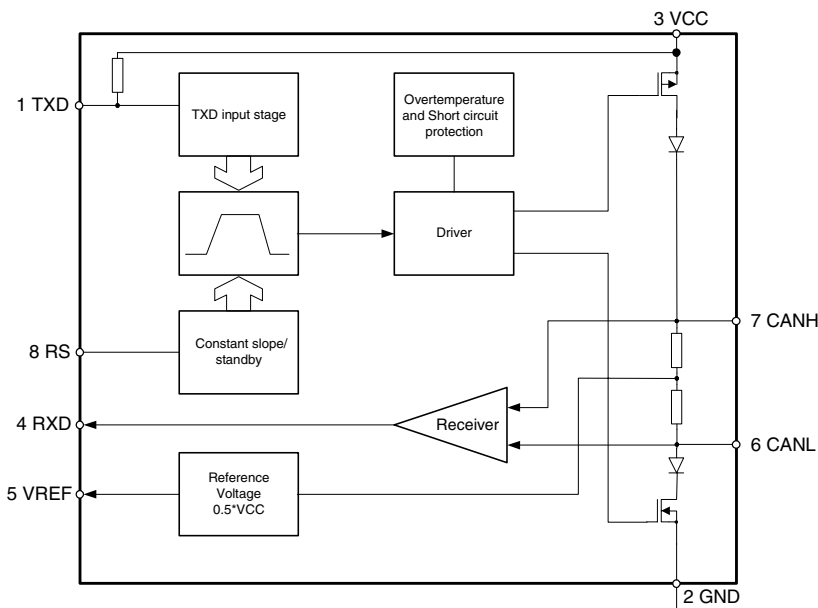 3 VCC
1 TXD
TXD input stage
Overtemperature
and Short circuit
protection
Driver
7 CANH
8 RS
Constant slope/
standby
4 RXD
Receiver
6 CANL
5 VREF
Reference
Voltage
0.5*VCC
2 GND